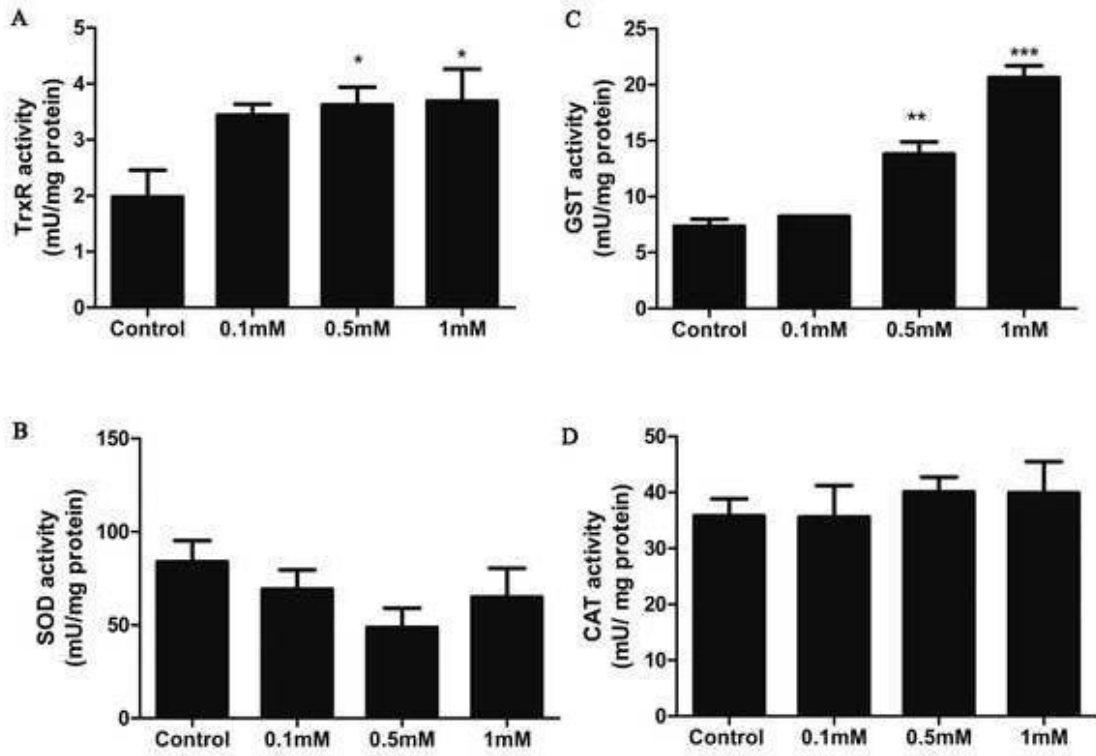 A
TrxR activity
(mU/mg protein)
5
4
3
2
1
0
*
*
Control 0.1mM 0.5mM 1mM
C
GST activity
(mU/mg protein)
25
20
15
10
5
0
**
***
Control 0.1mM 0.5mM 1mM
B
SOD activity
(mU/mg protein)
150
100
50
0
Control 0.1mM 0.5mM 1mM
D
CAT activity
(mU/ mg protein)
50
40
30
20
10
0
Control 0.1mM 0.5mM 1mM